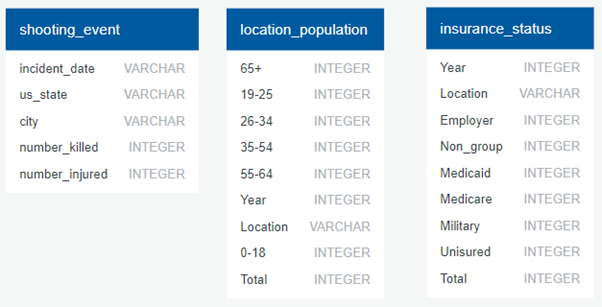 shooting_event
incident_date VARCHAR
us_state VARCHAR
city VARCHAR
number_killed INTEGER
number_injured INTEGER
location_population
65+ INTEGER
19-25 INTEGER
26-34 INTEGER
35-54 INTEGER
55-64 INTEGER
Year INTEGER
Location VARCHAR
0-18 INTEGER
Total INTEGER
insurance_status
Year INTEGER
Location VARCHAR
Employer INTEGER
Non_group INTEGER
Medicaid INTEGER
Medicare INTEGER
Military INTEGER
Unisured INTEGER
Total INTEGER